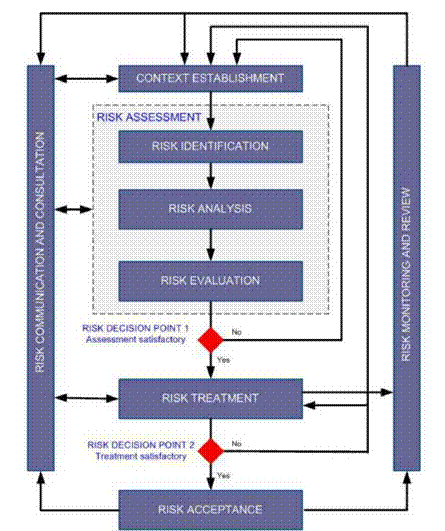 CONTEXT ESTABLISHMENT
RISK ASSESSMENT
RISK IDENTIFICATION
RISK ANALYSIS
RISK EVALUATION
RISK COMMUNICATION AND CONSULTATION
RISK MONITORING AND REVIEW
RISK DECISION POINT 1
Assessment satisfactory
No
Yes
RISK TREATMENT
RISK DECISION POINT 2
Treatment satisfactory
No
Yes
RISK ACCEPTANCE